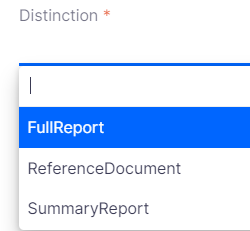 Distinction *
FullReport
ReferenceDocument
SummaryReport